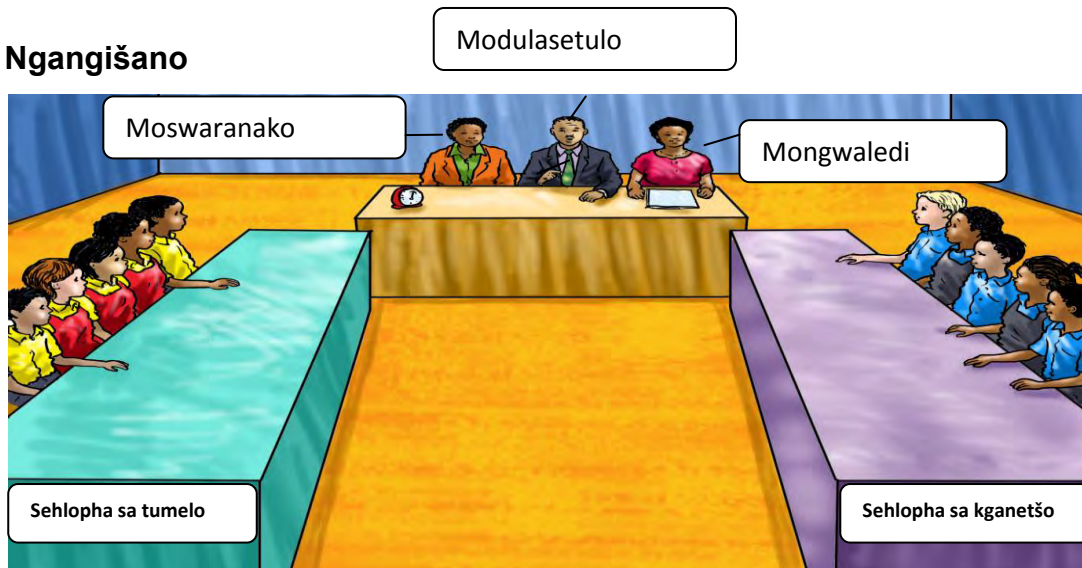 Ngangišano
Modulasetulo
Moswaranako
Mongwaledi
Sehlopha sa tumelo
Sehlopha sa kganetšo